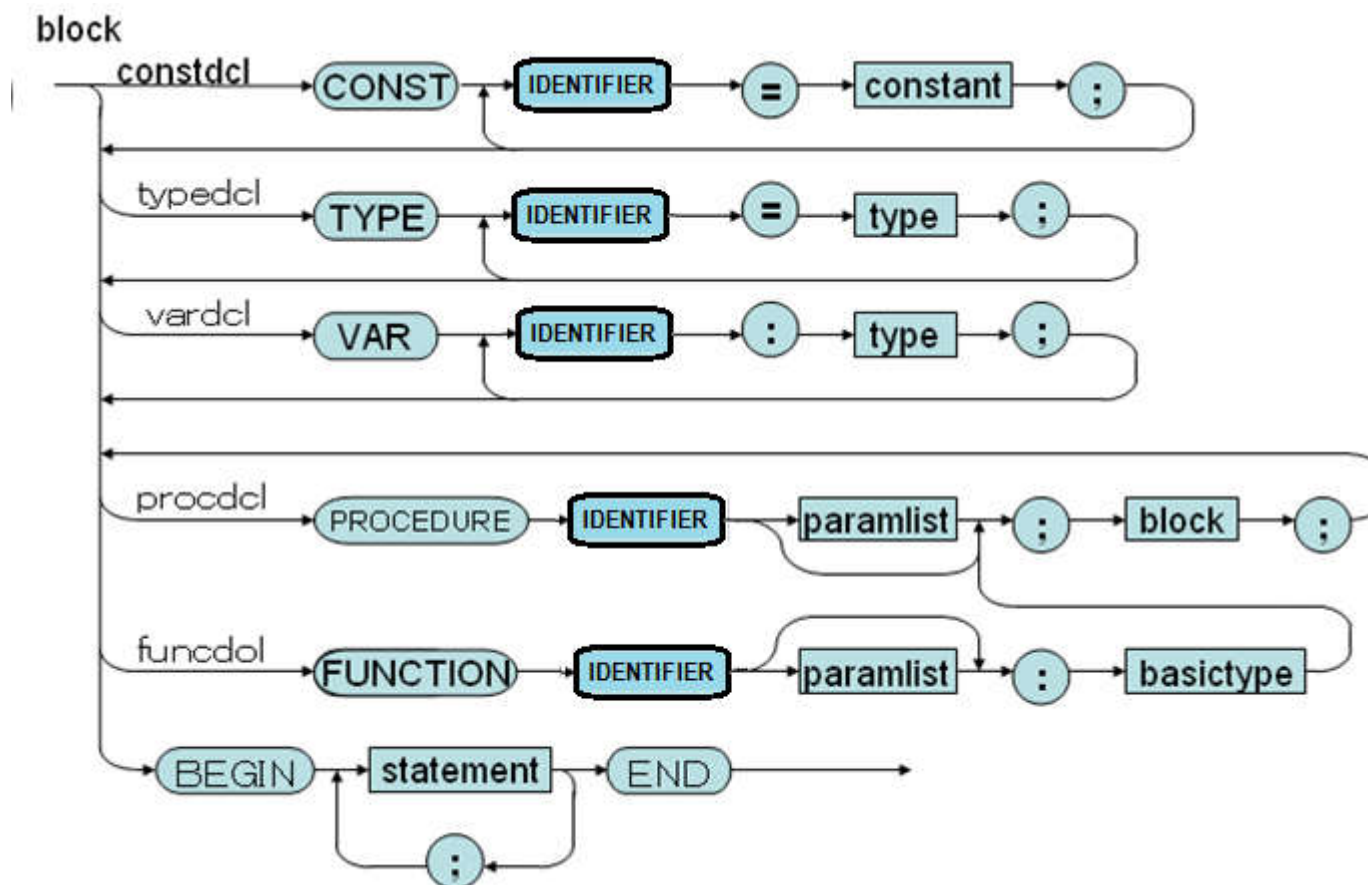 block
constdcl CONST IDENTIFIER = constant ;
typedcl TYPE IDENTIFIER = type ;
vardcl VAR IDENTIFIER : type ;
procdcl PROCEDURE IDENTIFIER paramlist ; block ;
funcdol FUNCTION IDENTIFIER paramlist : basictype
BEGIN statement END
;